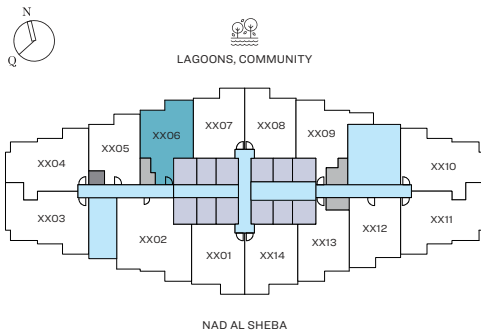 N
Q
LAGOONS, COMMUNITY
XX07
XX08
XX06
XX09
XX05
XX04
XX10
XX03
XX11
XX02
XX12
XX13
XX01
XX14
NAD AL SHEBA